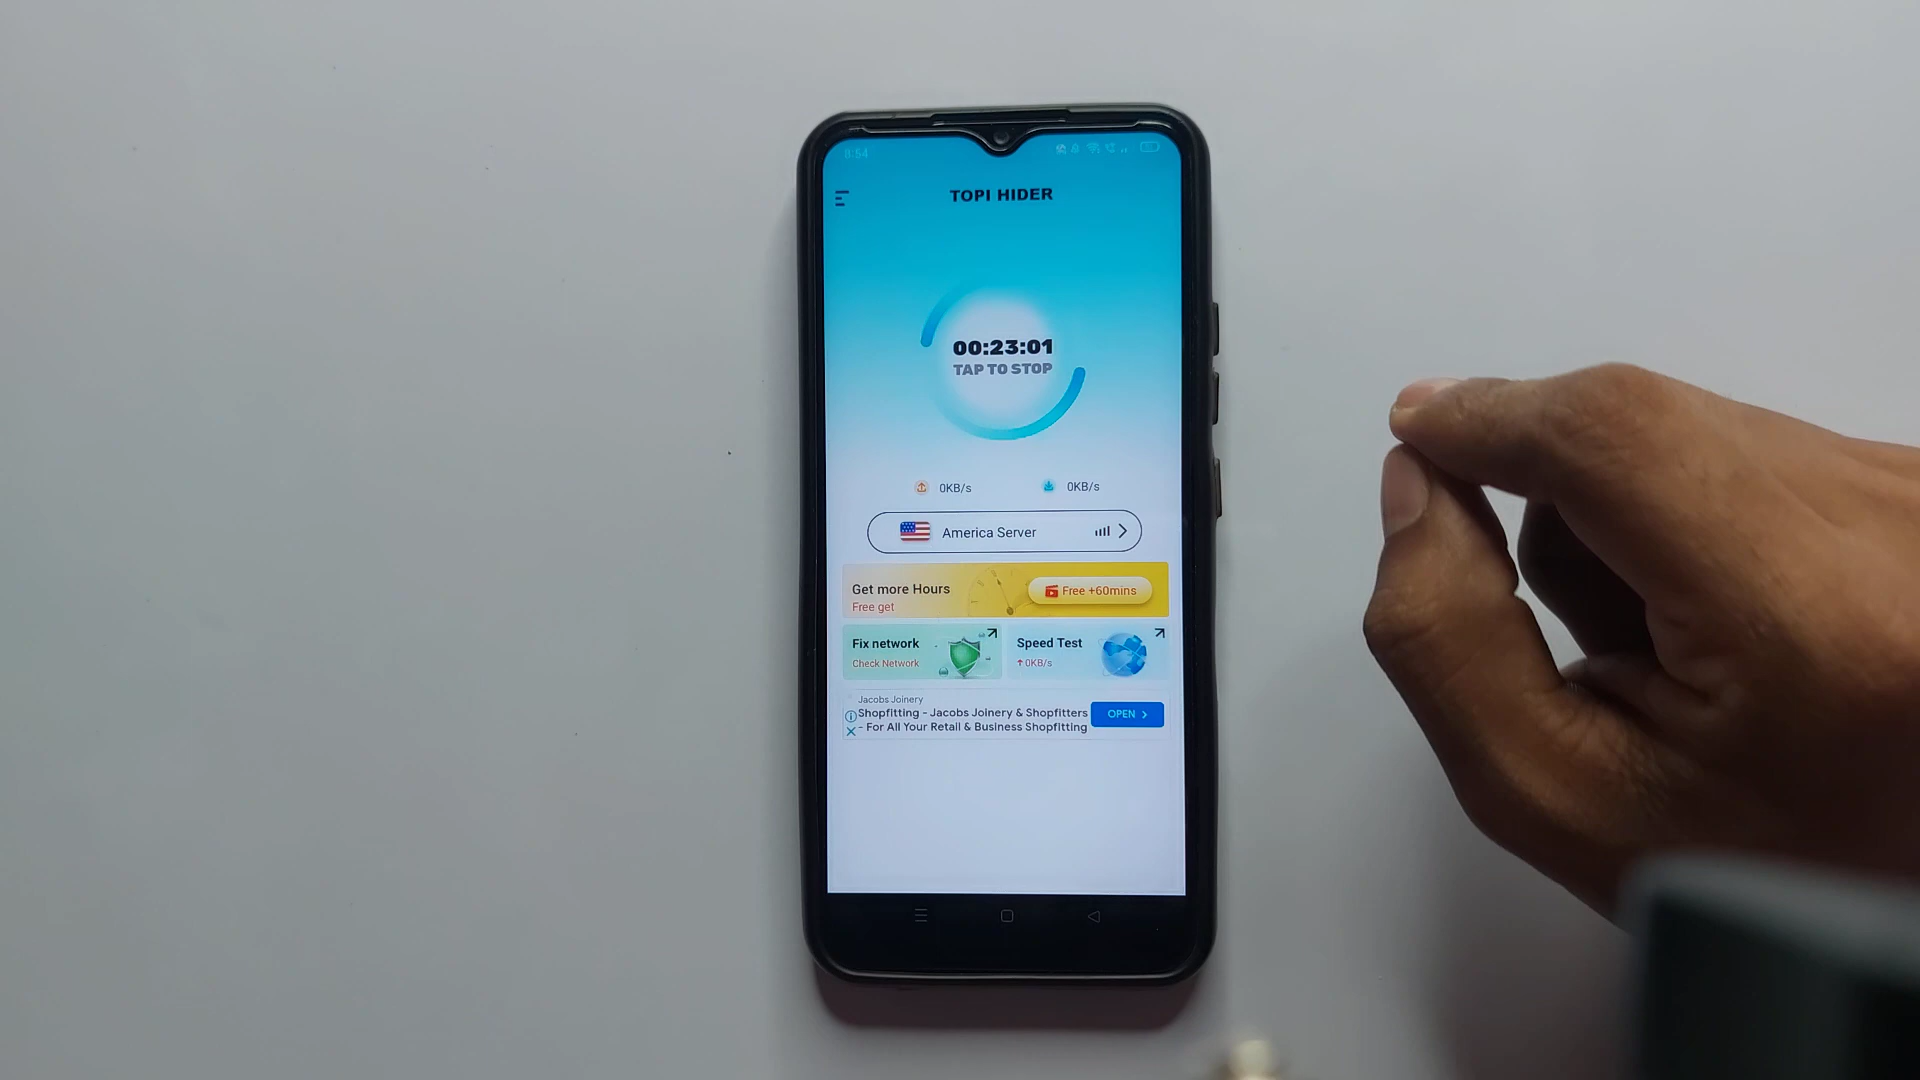 8:54
TOPI HIDER
00:23:01
TAP TO STOP
0KB/s 0KB/s
America Server
Get more Hours
Free get
Free +60mins
Fix network
Check Network
Speed Test
0KB/s
Jacobs Joinery
Shopfitting - Jacobs Joinery & Shopfitters
- For All Your Retail & Business Shopfitting
OPEN